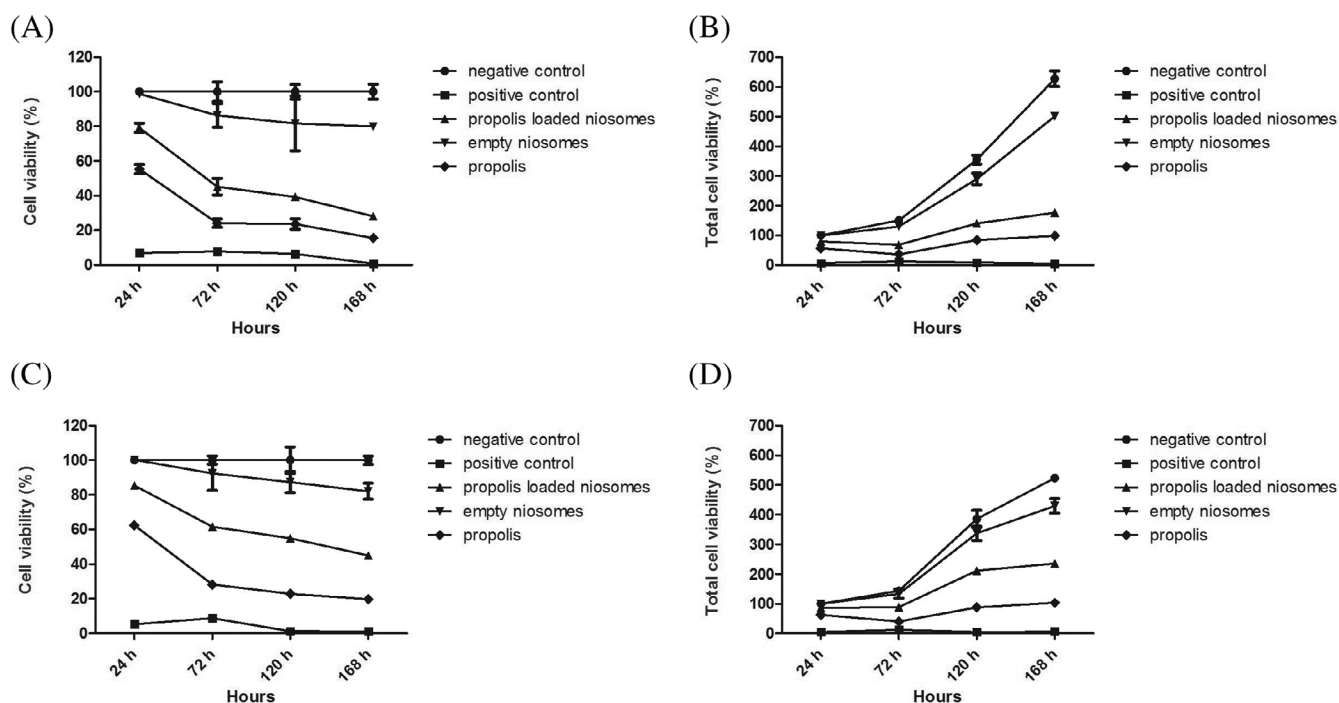 (A)
Cell viability (%)
120
100
80
60
40
20
0
24 h
72 h
120 h
168 h
Hours
negative control
positive control
propolis loaded niosomes
empty niosomes
propolis
(B)
Total cell viability (%)
700
600
500
400
300
200
100
0
24 h
72 h
120 h
168 h
Hours
negative control
positive control
propolis loaded niosomes
empty niosomes
propolis
(C)
Cell viability (%)
120
100
80
60
40
20
0
24 h
72 h
120 h
168 h
Hours
negative control
positive control
propolis loaded niosomes
empty niosomes
propolis
(D)
Total cell viability (%)
700
600
500
400
300
200
100
0
24 h
72 h
120 h
168 h
Hours
negative control
positive control
propolis loaded niosomes
empty niosomes
propolis